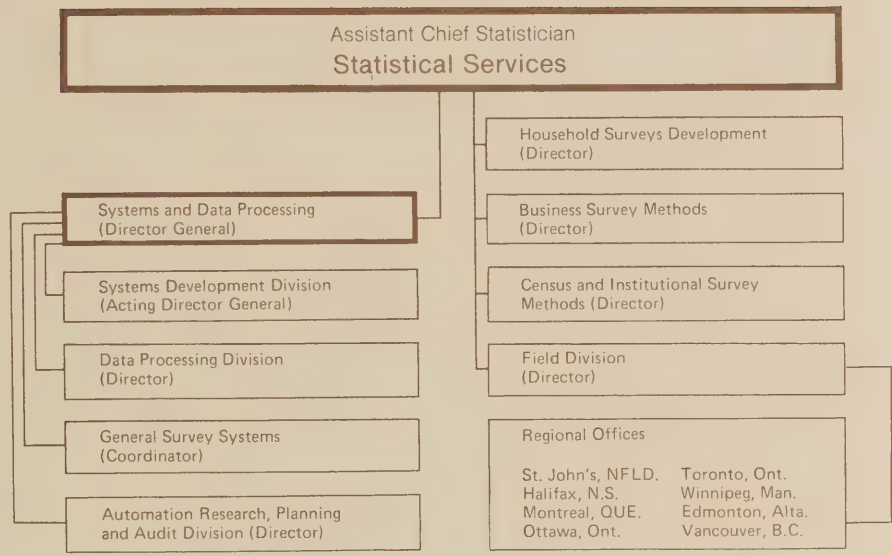 Assistant Chief Statistician
Statistical Services
Systems and Data Processing
(Director General)
Systems Development Division
(Acting Director General)
Data Processing Division
(Director)
General Survey Systems
(Coordinator)
Automation Research, Planning
and Audit Division (Director)
Household Surveys Development
(Director)
Business Survey Methods
(Director)
Census and Institutional Survey
Methods (Director)
Field Division
(Director)
Regional Offices
St. John's, NFLD. Toronto, Ont.
Halifax, N.S. Winnipeg, Man.
Montreal, QUE. Edmonton, Alta.
Ottawa, Ont. Vancouver, B.C.